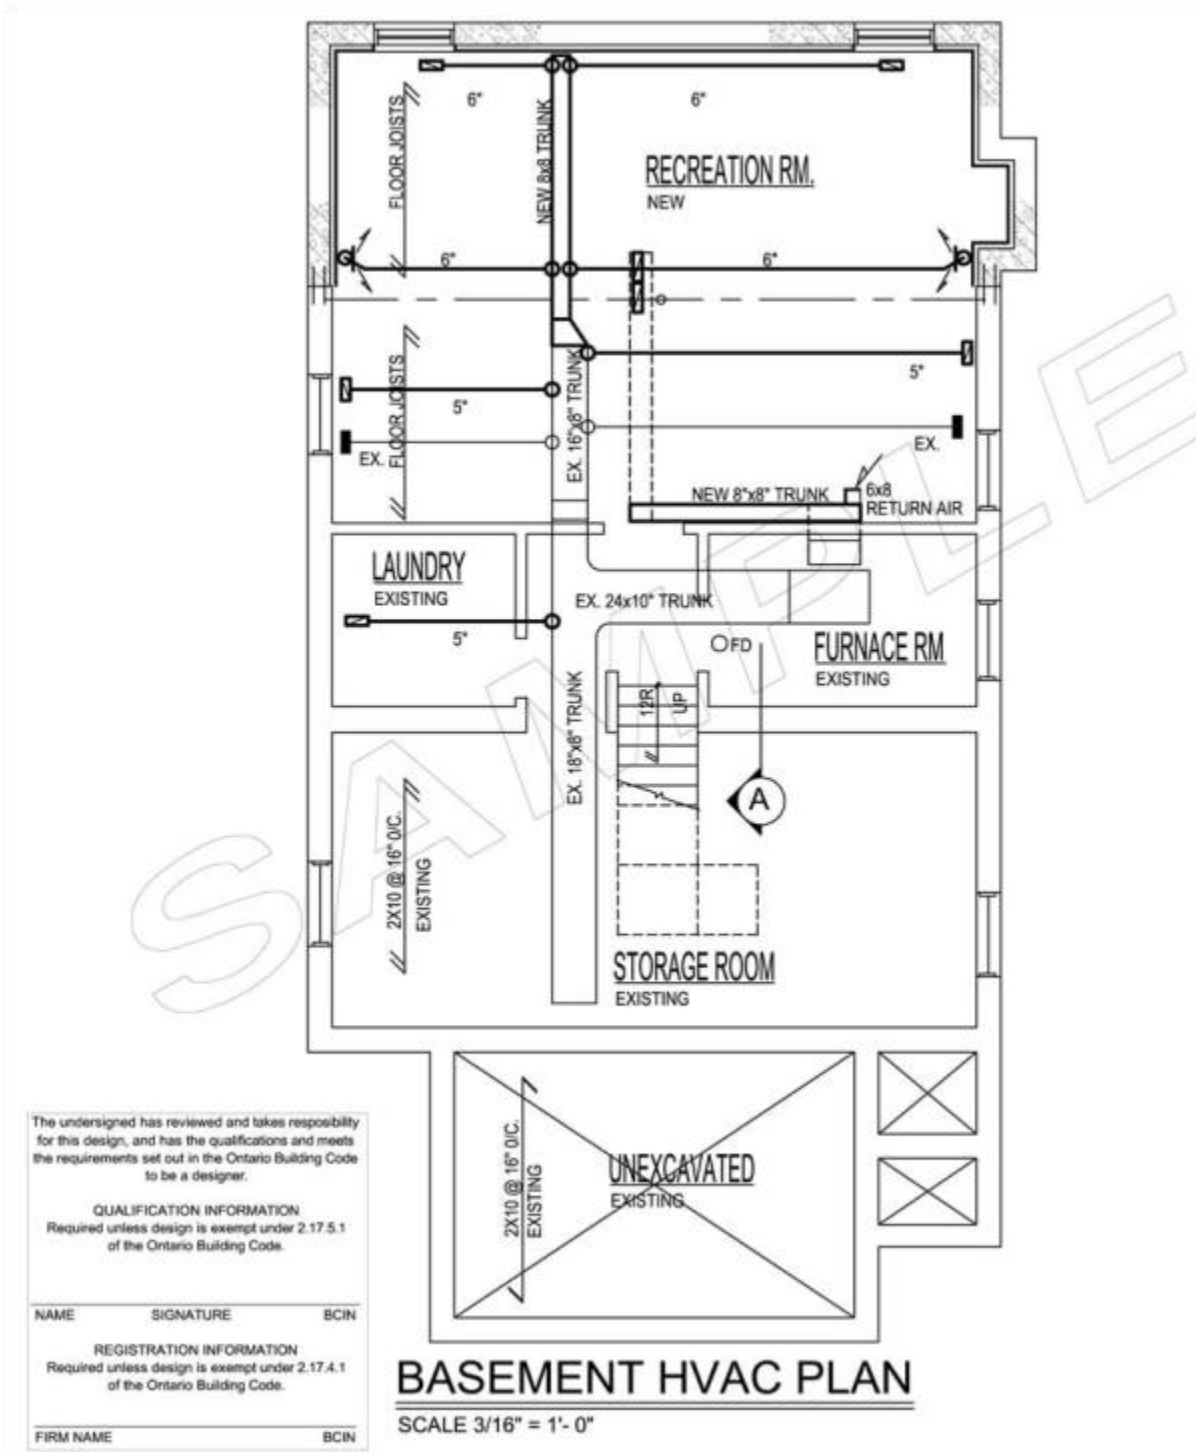 6"
6"
FLOOR JOISTS
NEW 8x8 TRUNK
RECREATION RM.
NEW
6"
6"
FLOOR JOISTS
5"
5"
EX. 16"x8" TRUNK
EX.
EX.
NEW 8"x8" TRUNK
6x8
RETURN AIR
LAUNDRY
EXISTING
EX. 24x10" TRUNK
5"
FD
FURNACE RM
EXISTING
12R
UP
EX. 18"x8" TRUNK
A
2X10 @ 16" O/C.
EXISTING
STORAGE ROOM
EXISTING
SAMPLE
2X10 @ 16" O/C.
EXISTING
UNEXCAVATED
EXISTING
The undersigned has reviewed and takes resposibility
for this design, and has the qualifications and meets
the requirements set out in the Ontario Building Code
to be a designer.
QUALIFICATION INFORMATION
Required unless design is exempt under 2.17.5.1
of the Ontario Building Code.
NAME SIGNATURE BCIN
REGISTRATION INFORMATION
Required unless design is exempt under 2.17.4.1
of the Ontario Building Code.
FIRM NAME BCIN
BASEMENT HVAC PLAN
SCALE 3/16" = 1'- 0"